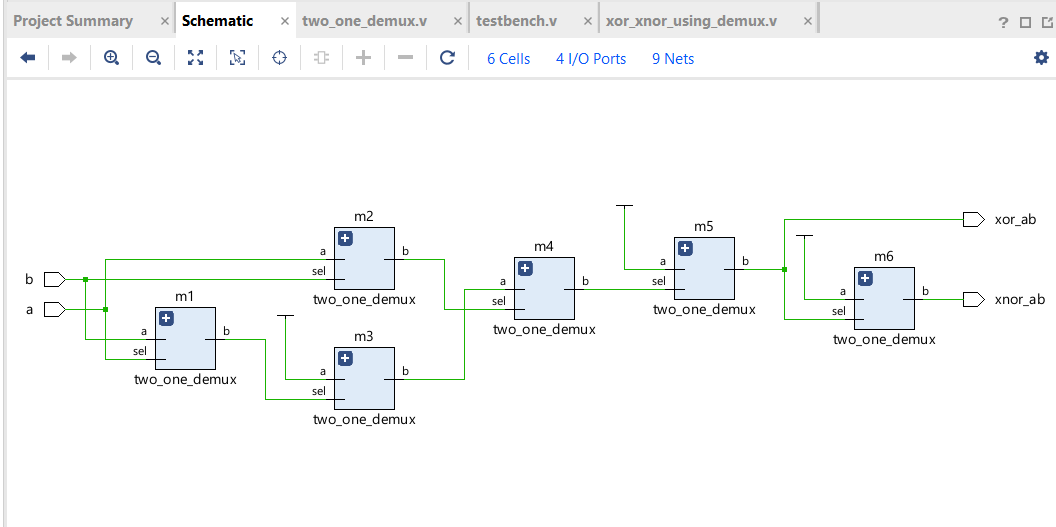 Project Summary × Schematic × two_one_demux.v × testbench.v × xor_xnor_using_demux.v × ?
6 Cells 4 I/O Ports 9 Nets
m2
a b
sel
two_one_demux
m4
a b
sel
two_one_demux
m5
a b
sel
two_one_demux
xor_ab
m6
a b
sel
two_one_demux
xnor_ab
b
a
m1
a b
sel
two_one_demux
m3
a b
sel
two_one_demux